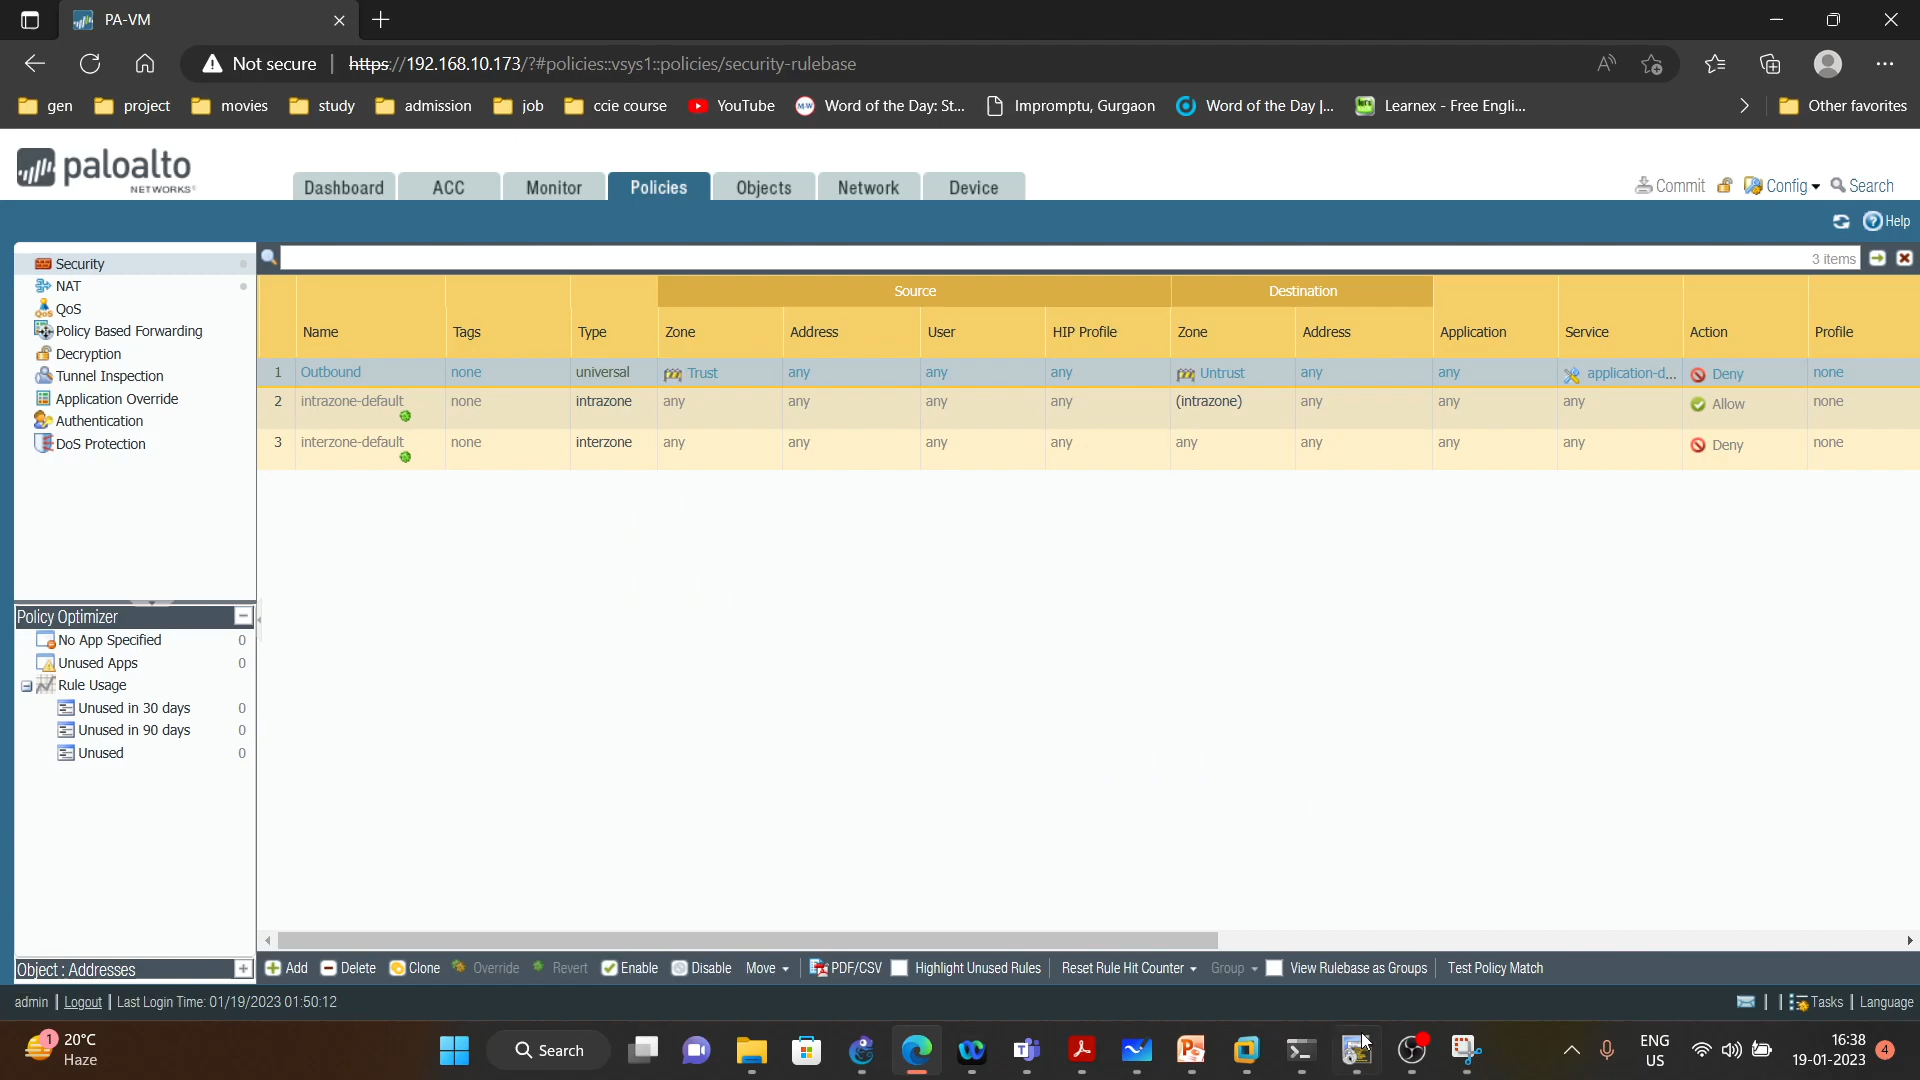 PA-VM
Not secure | https://192.168.10.173/?#policies::vsys1::policies/security-rulebase
gen project movies study admission job ccie course YouTube Word of the Day: St... Impromptu, Gurgaon Word of the Day |... Learnex - Free Engli... Other favorites
paloalto
NETWORKS
Dashboard ACC Monitor Policies Objects Network Device
Commit Config Search
Help
3 items
Security
NAT
QoS
Policy Based Forwarding
Decryption
Tunnel Inspection
Application Override
Authentication
DoS Protection
Source Destination
Name Tags Type Zone Address User HIP Profile Zone Address Application Service Action Profile
1 Outbound none universal Trust any any any Untrust any any application-d... Deny none
2 intrazone-default none intrazone any any any any (intrazone) any any any Allow none
3 interzone-default none interzone any any any any any any any any Deny none
Policy Optimizer
No App Specified 0
Unused Apps 0
Rule Usage
Unused in 30 days 0
Unused in 90 days 0
Unused 0
Object : Addresses
Add Delete Clone Override Revert Enable Disable Move PDF/CSV Highlight Unused Rules Reset Rule Hit Counter Group View Rulebase as Groups Test Policy Match
admin | Logout | Last Login Time: 01/19/2023 01:50:12
Tasks | Language
1
20°C
Haze
Search
ENG
US
16:38
19-01-2023
4